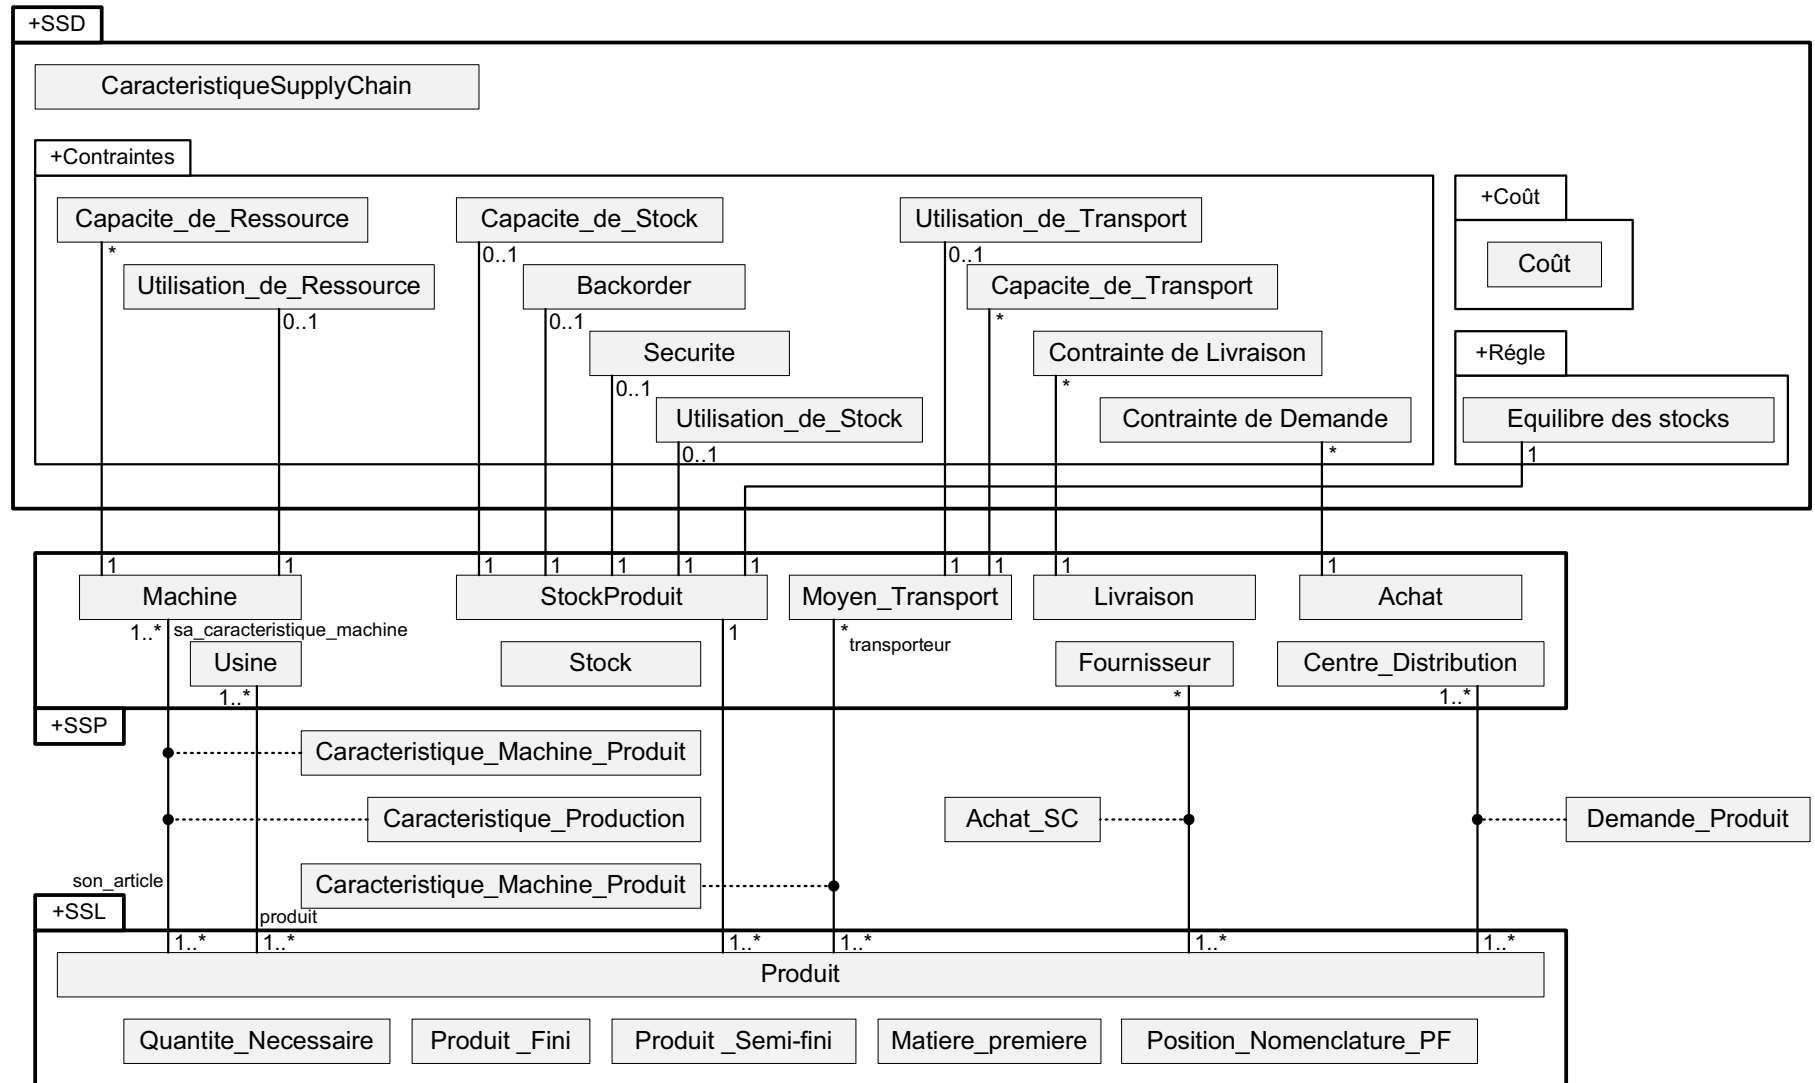 +SSD
CaracteristiqueSupplyChain
+Contraintes
+Coût
Capacite_de_Ressource
Capacite_de_Stock
Utilisation_de_Transport
*
0..1
0..1
Coût
Utilisation_de_Ressource
Backorder
Capacite_de_Transport
0..1
0..1
*
Securite
Contrainte de Livraison
+Régle
0..1
*
Utilisation_de_Stock
Contrainte de Demande
Equilibre des stocks
0..1
*
1
1
1
1
1
1
1
1
1
1
1
1
Machine
StockProduit
Moyen_Transport
Livraison
Achat
1..*
sa_caracteristique_machine
1
*
transporteur
Usine
Stock
Fournisseur
Centre_Distribution
1..*
*
1..*
+SSP
Caracteristique_Machine_Produit
Caracteristique_Production
Achat_SC
Demande_Produit
son_article
Caracteristique_Machine_Produit
+SSL
produit
1..*
1..*
1..*
1..*
1..*
1..*
Produit
Quantite_Necessaire
Produit _Fini
Produit _Semi-fini
Matiere_premiere
Position_Nomenclature_PF